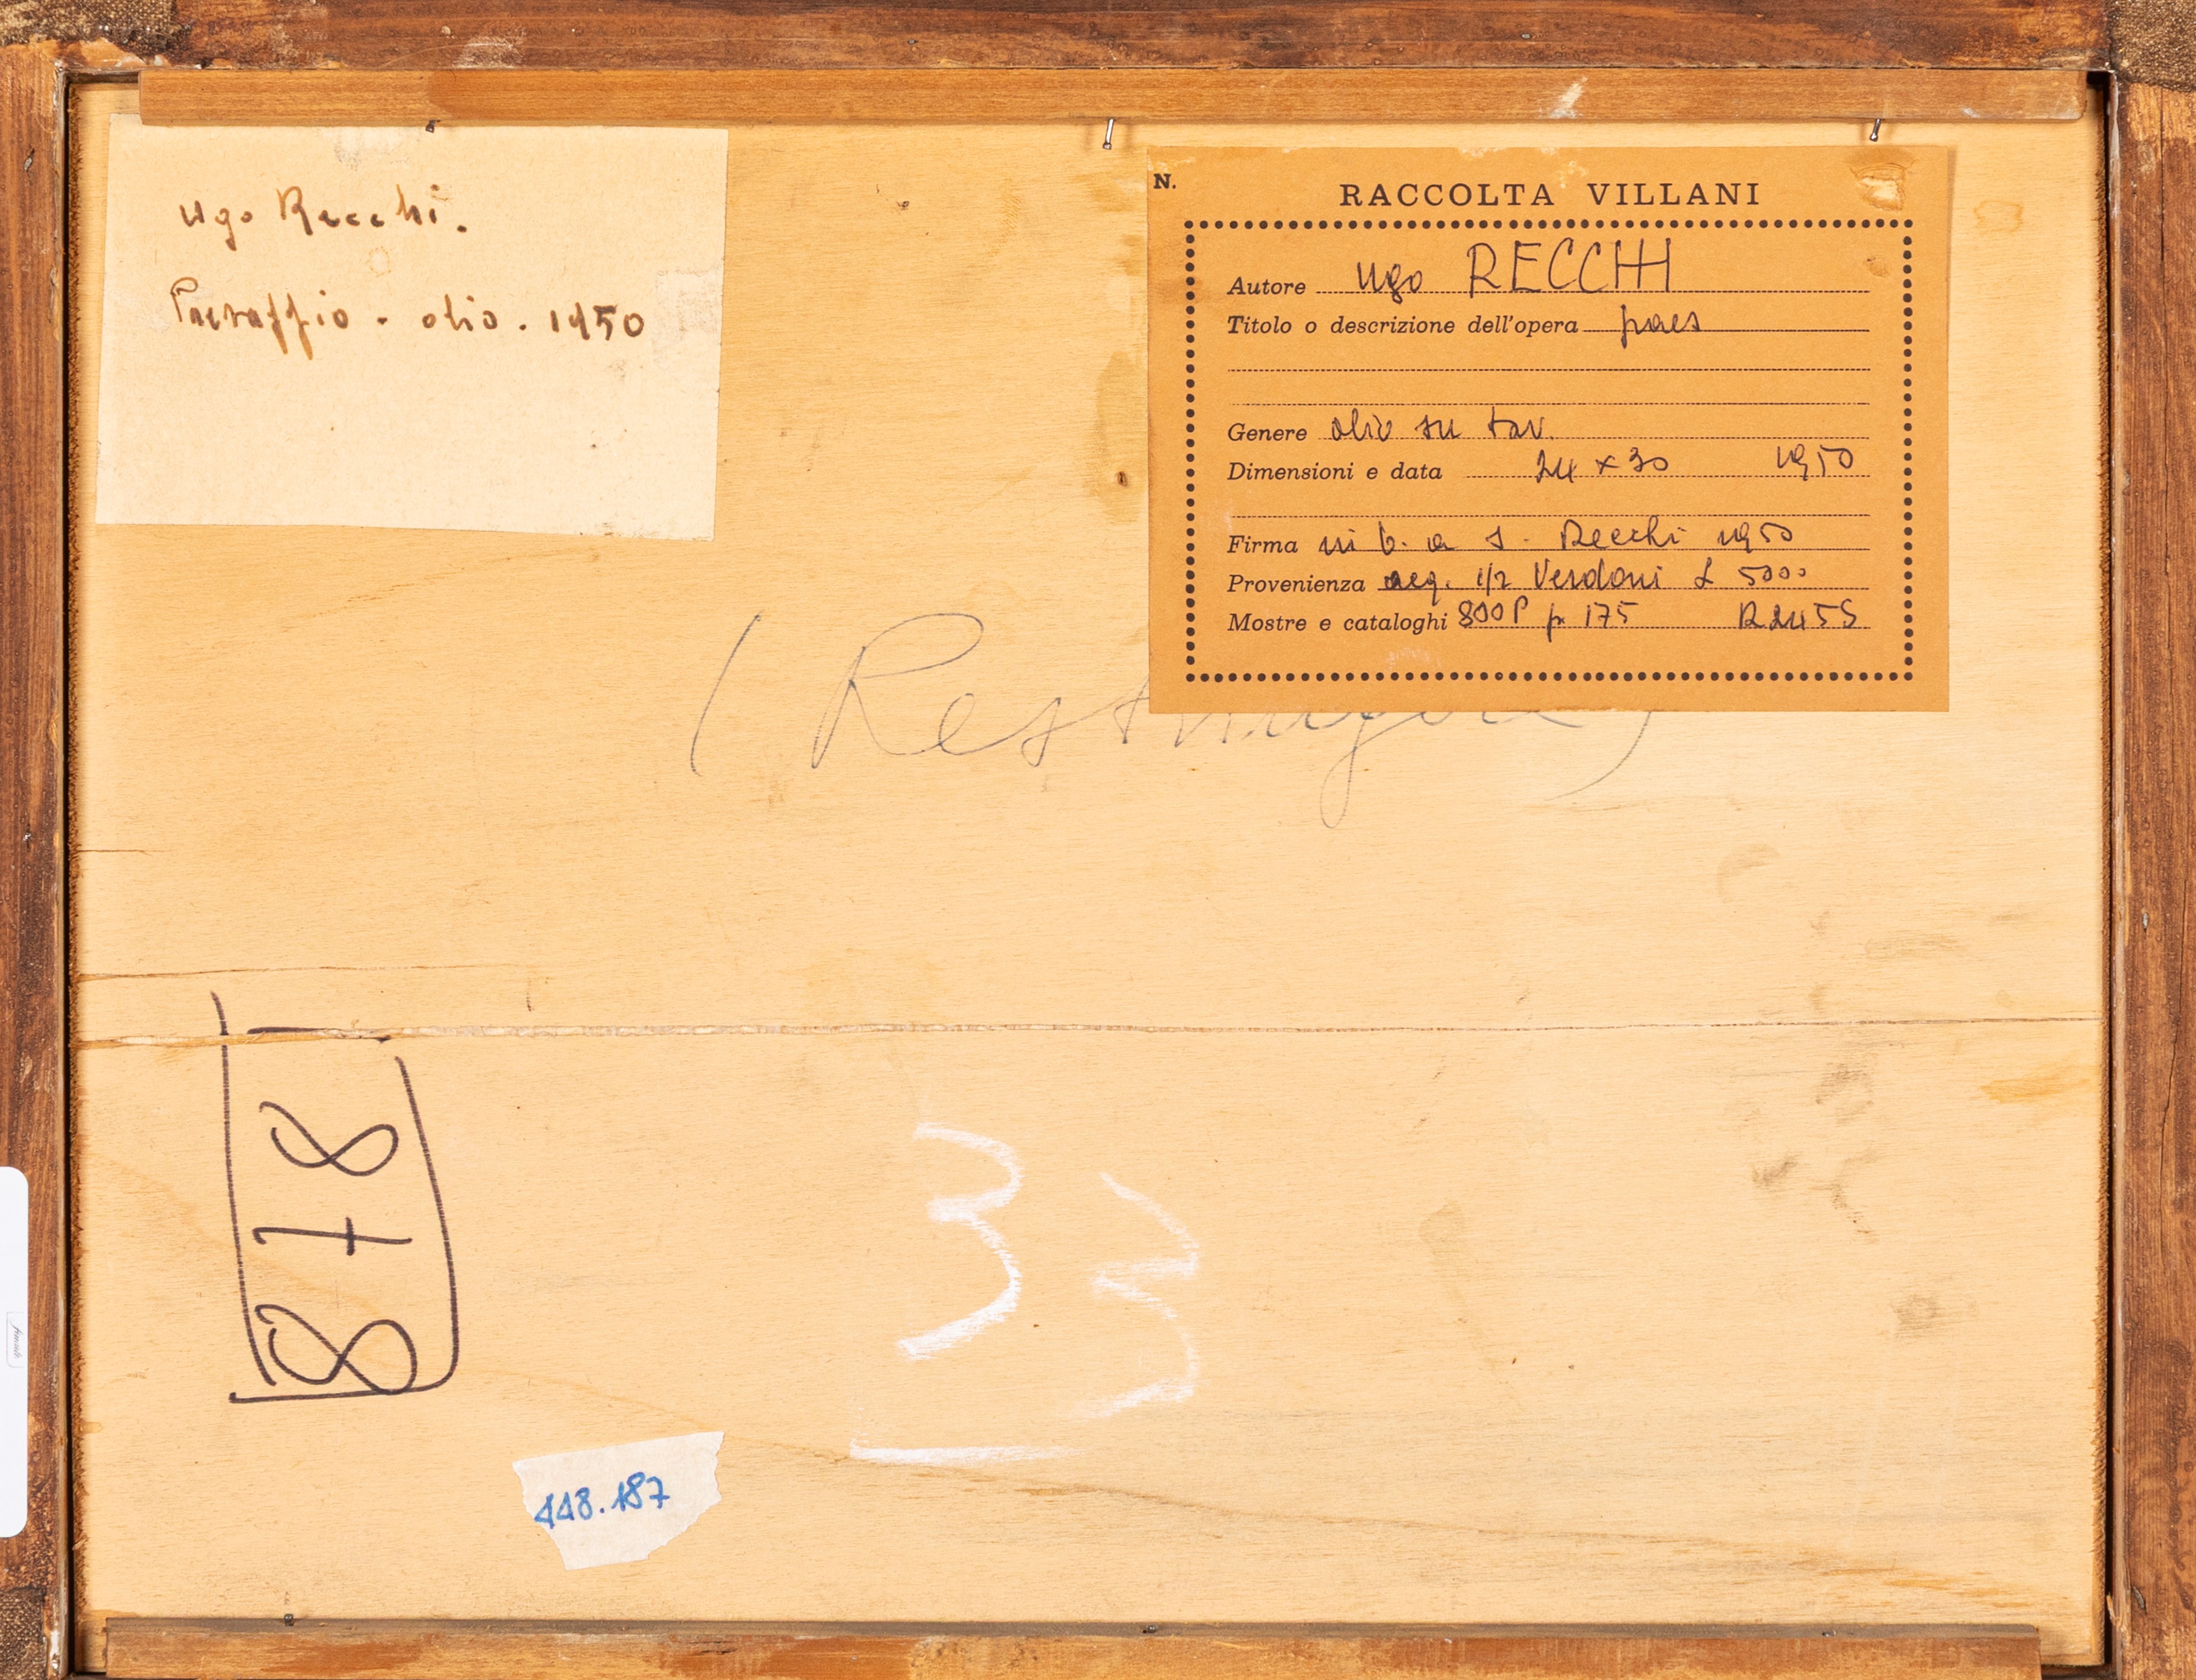 Ugo Recchi.
Paesaggio - olio. 1950
N.
RACCOLTA VILLANI
Autore Ugo RECCHI
Titolo o descrizione dell'opera paes
Genere olio su tav.
Dimensioni e data 24 x 30 1950
Firma in b. a s. Recchi 1950
Provenienza acq. 1/2 Verdoni £ 5000
Mostre e cataloghi 800P p 175 R2455
878
33
448.187